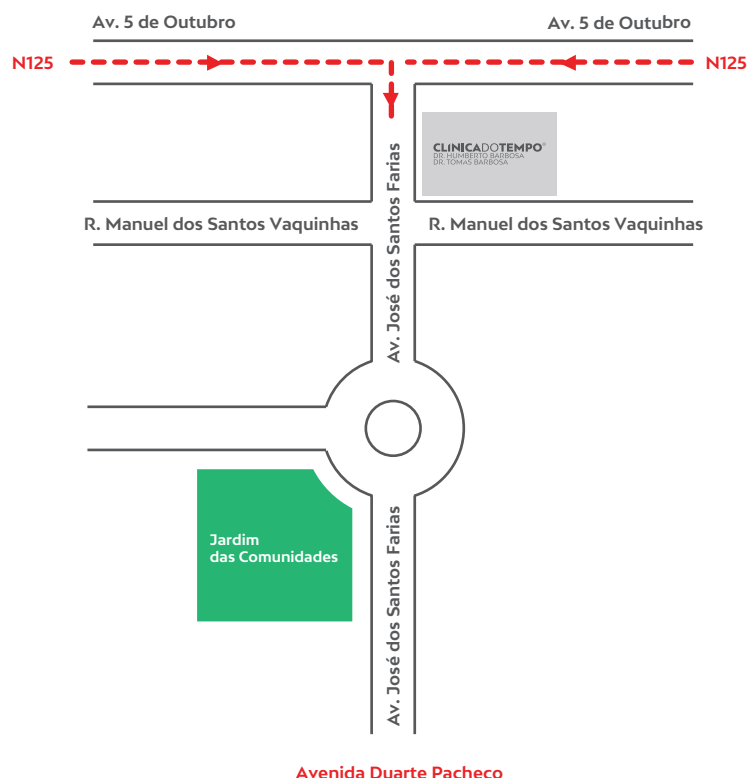 Av. 5 de Outubro
Av. 5 de Outubro
N125
N125
CLINICADOTEMPO®
DR. HUMBERTO BARBOSA
DR. TOMÁS BARBOSA
Av. José dos Santos Farias
R. Manuel dos Santos Vaquinhas
R. Manuel dos Santos Vaquinhas
Jardim
das Comunidades
Av. José dos Santos Farias
Avenida Duarte Pacheco